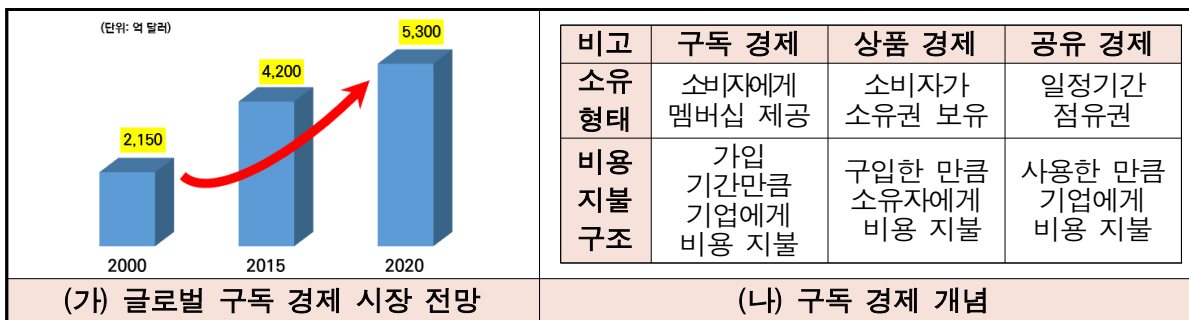 (단위: 억 달러)
5,300
4,200
2,150
2000
2015
2020
(가) 글로벌 구독 경제 시장 전망
비고
구독 경제
상품 경제
공유 경제
소유
형태
소비자에게
멤버십 제공
소비자가
소유권 보유
일정기간
점유권
비용
지불
구조
가입
기간만큼
기업에게
비용 지불
구입한 만큼
소유자에게
비용 지불
사용한 만큼
기업에게
비용 지불
(나) 구독 경제 개념